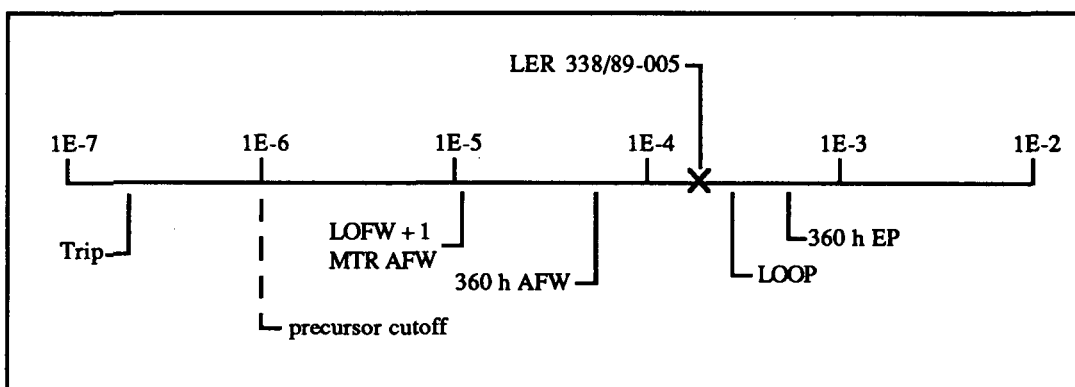 LER 338/89-005
1E-7
1E-6
1E-5
1E-4
1E-3
1E-2
Trip
LOFW + 1
MTR AFW
360 h AFW
360 h EP
LOOP
precursor cutoff